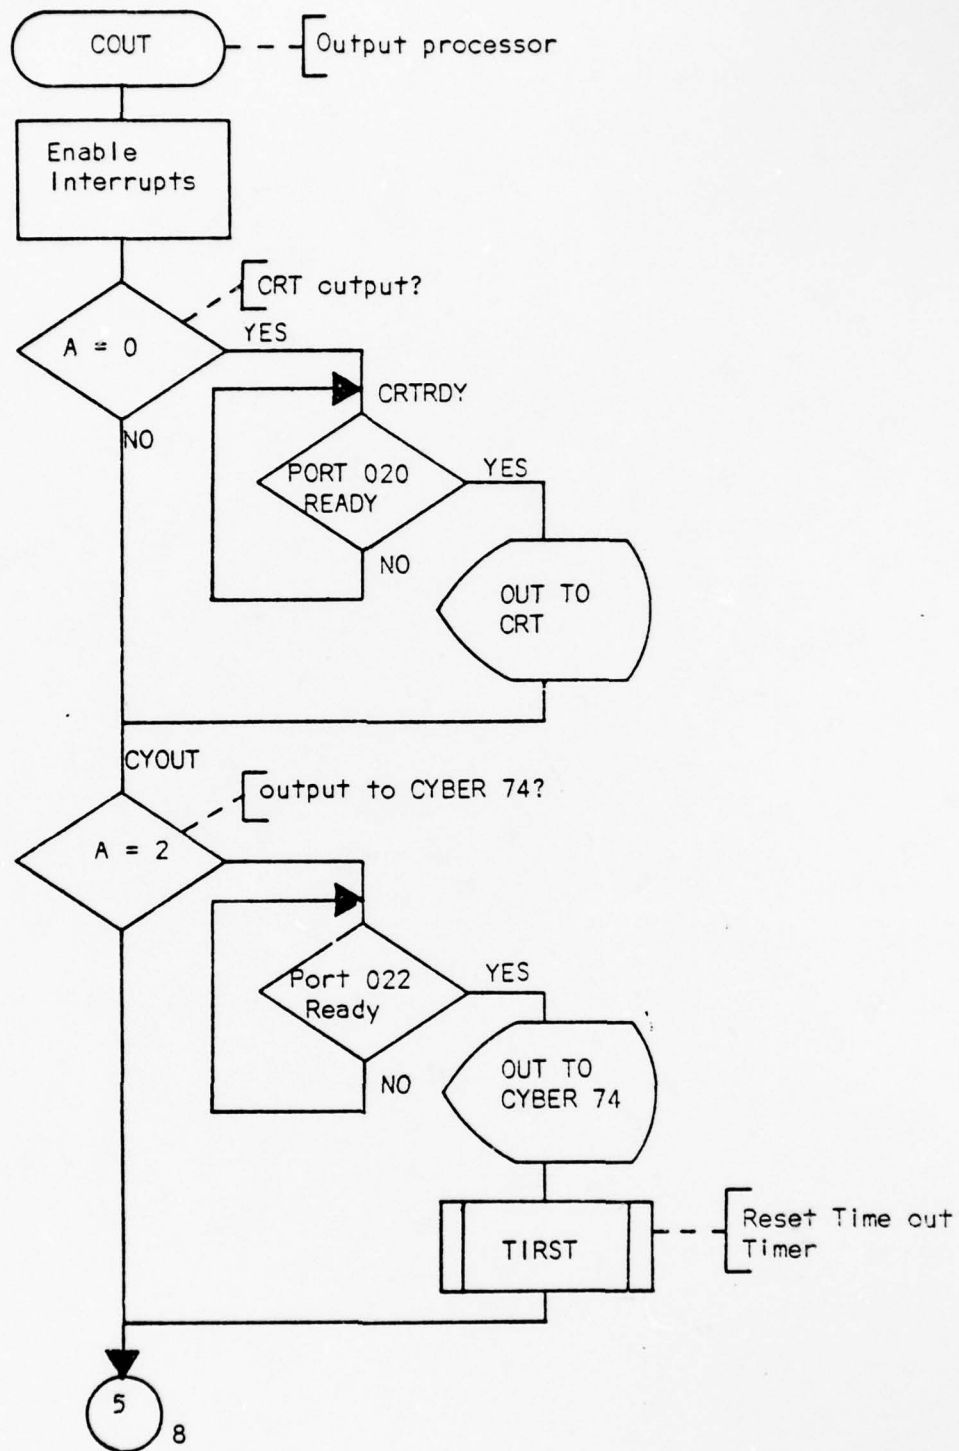 COUT
Output processor
Enable
Interrupts
CRT output?
A = 0
YES
NO
CRTRDY
PORT 020
READY
YES
NO
OUT TO
CRT
CYOUT
output to CYBER 74?
A = 2
Port 022
Ready
YES
NO
OUT TO
CYBER 74
TIRST
Reset Time out
Timer
5
8